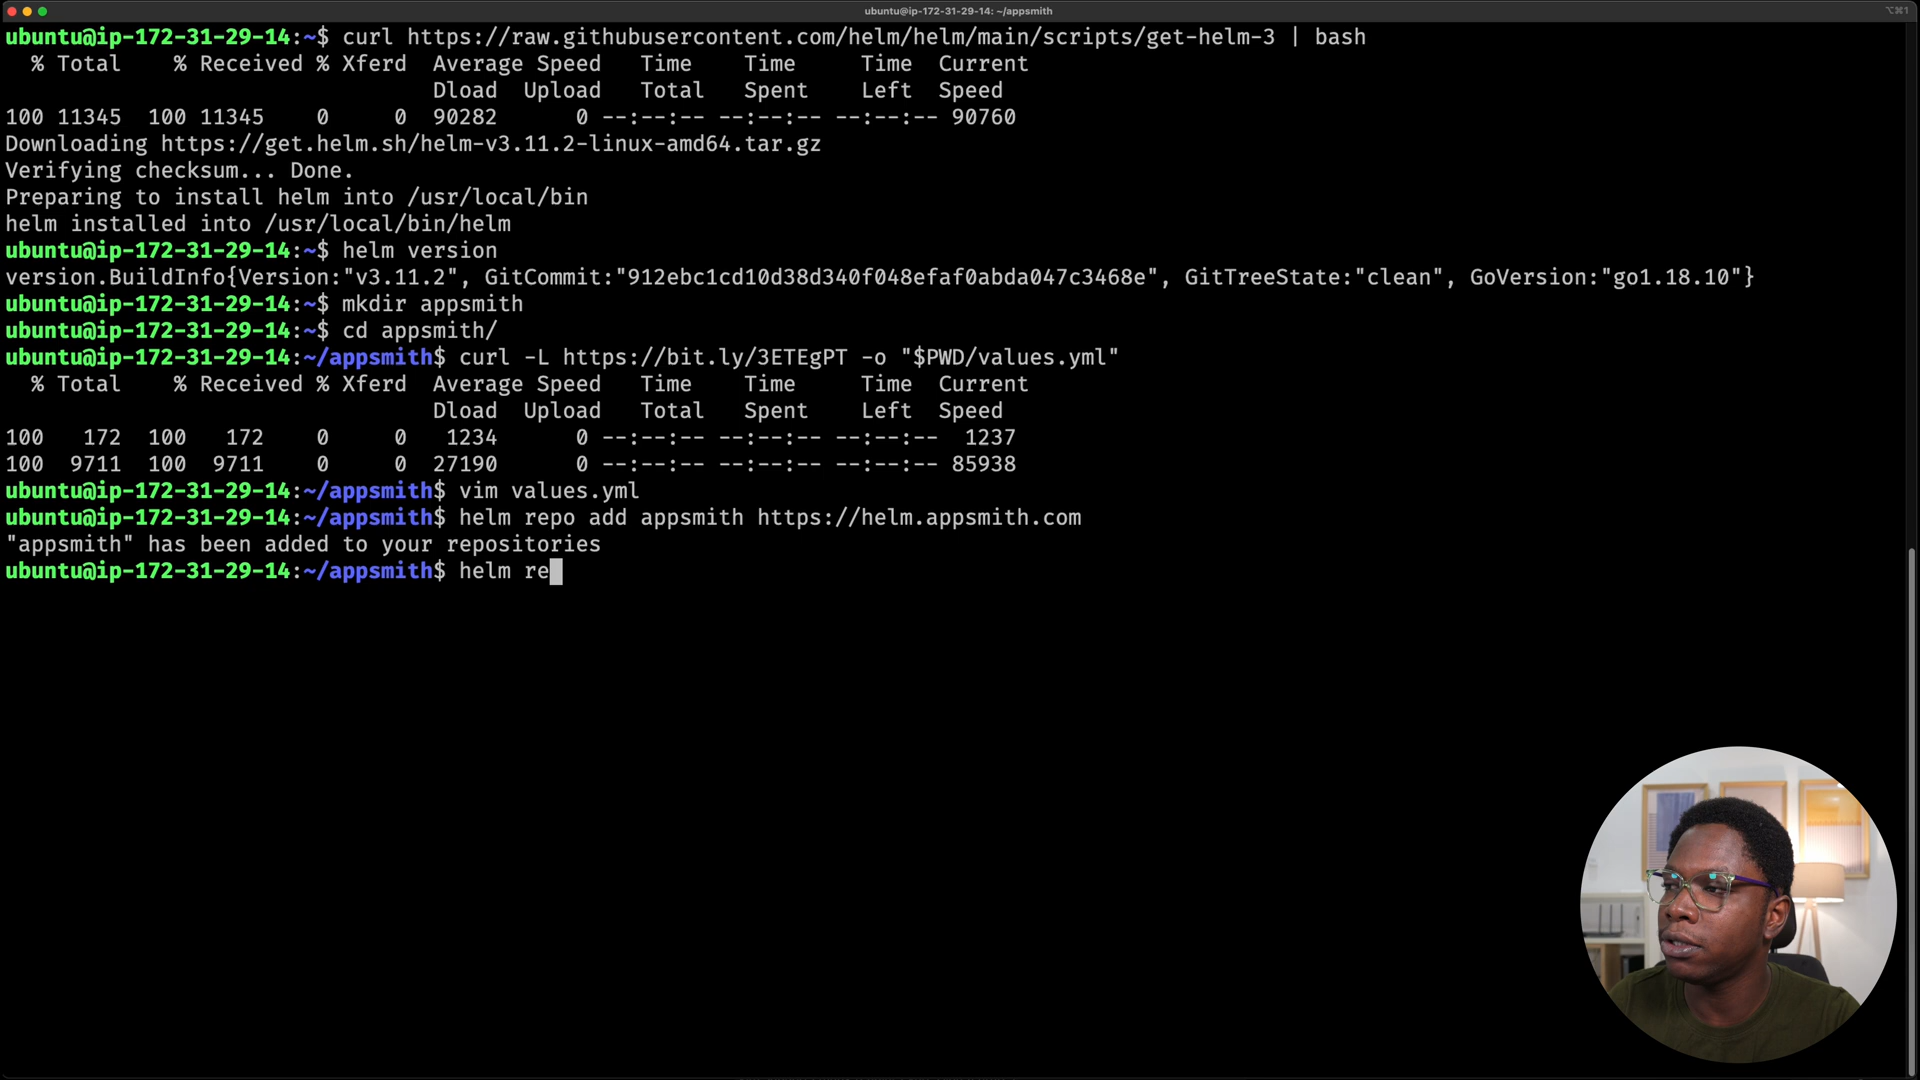 ubuntu@ip-172-31-29-14: ~/appsmith
⌥⌘1
ubuntu@ip-172-31-29-14:~$ curl https://raw.githubusercontent.com/helm/helm/main/scripts/get-helm-3 | bash
% Total % Received % Xferd Average Speed Time Time Time Current
Dload Upload Total Spent Left Speed
100 11345 100 11345 0 0 90282 0 --:--:-- --:--:-- --:--:-- 90760
Downloading https://get.helm.sh/helm-v3.11.2-linux-amd64.tar.gz
Verifying checksum... Done.
Preparing to install helm into /usr/local/bin
helm installed into /usr/local/bin/helm
ubuntu@ip-172-31-29-14:~$ helm version
version.BuildInfo{Version:"v3.11.2", GitCommit:"912ebc1cd10d38d340f048efaf0abda047c3468e", GitTreeState:"clean", GoVersion:"go1.18.10"}
ubuntu@ip-172-31-29-14:~$ mkdir appsmith
ubuntu@ip-172-31-29-14:~$ cd appsmith/
ubuntu@ip-172-31-29-14:~/appsmith$ curl -L https://bit.ly/3ETEgPT -o "$PWD/values.yml"
% Total % Received % Xferd Average Speed Time Time Time Current
Dload Upload Total Spent Left Speed
100 172 100 172 0 0 1234 0 --:--:-- --:--:-- --:--:-- 1237
100 9711 100 9711 0 0 27190 0 --:--:-- --:--:-- --:--:-- 85938
ubuntu@ip-172-31-29-14:~/appsmith$ vim values.yml
ubuntu@ip-172-31-29-14:~/appsmith$ helm repo add appsmith https://helm.appsmith.com
"appsmith" has been added to your repositories
ubuntu@ip-172-31-29-14:~/appsmith$ helm re